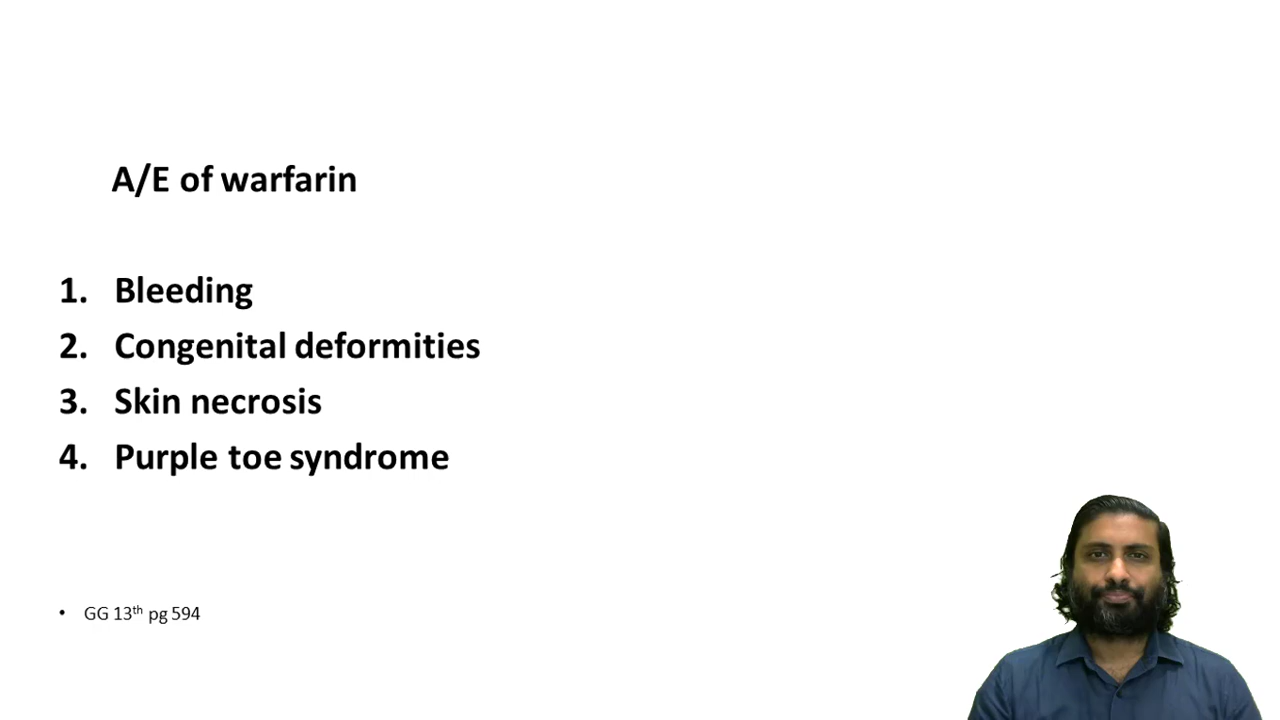 A/E of warfarin
1. Bleeding
2. Congenital deformities
3. Skin necrosis
4. Purple toe syndrome
• GG 13th pg 594